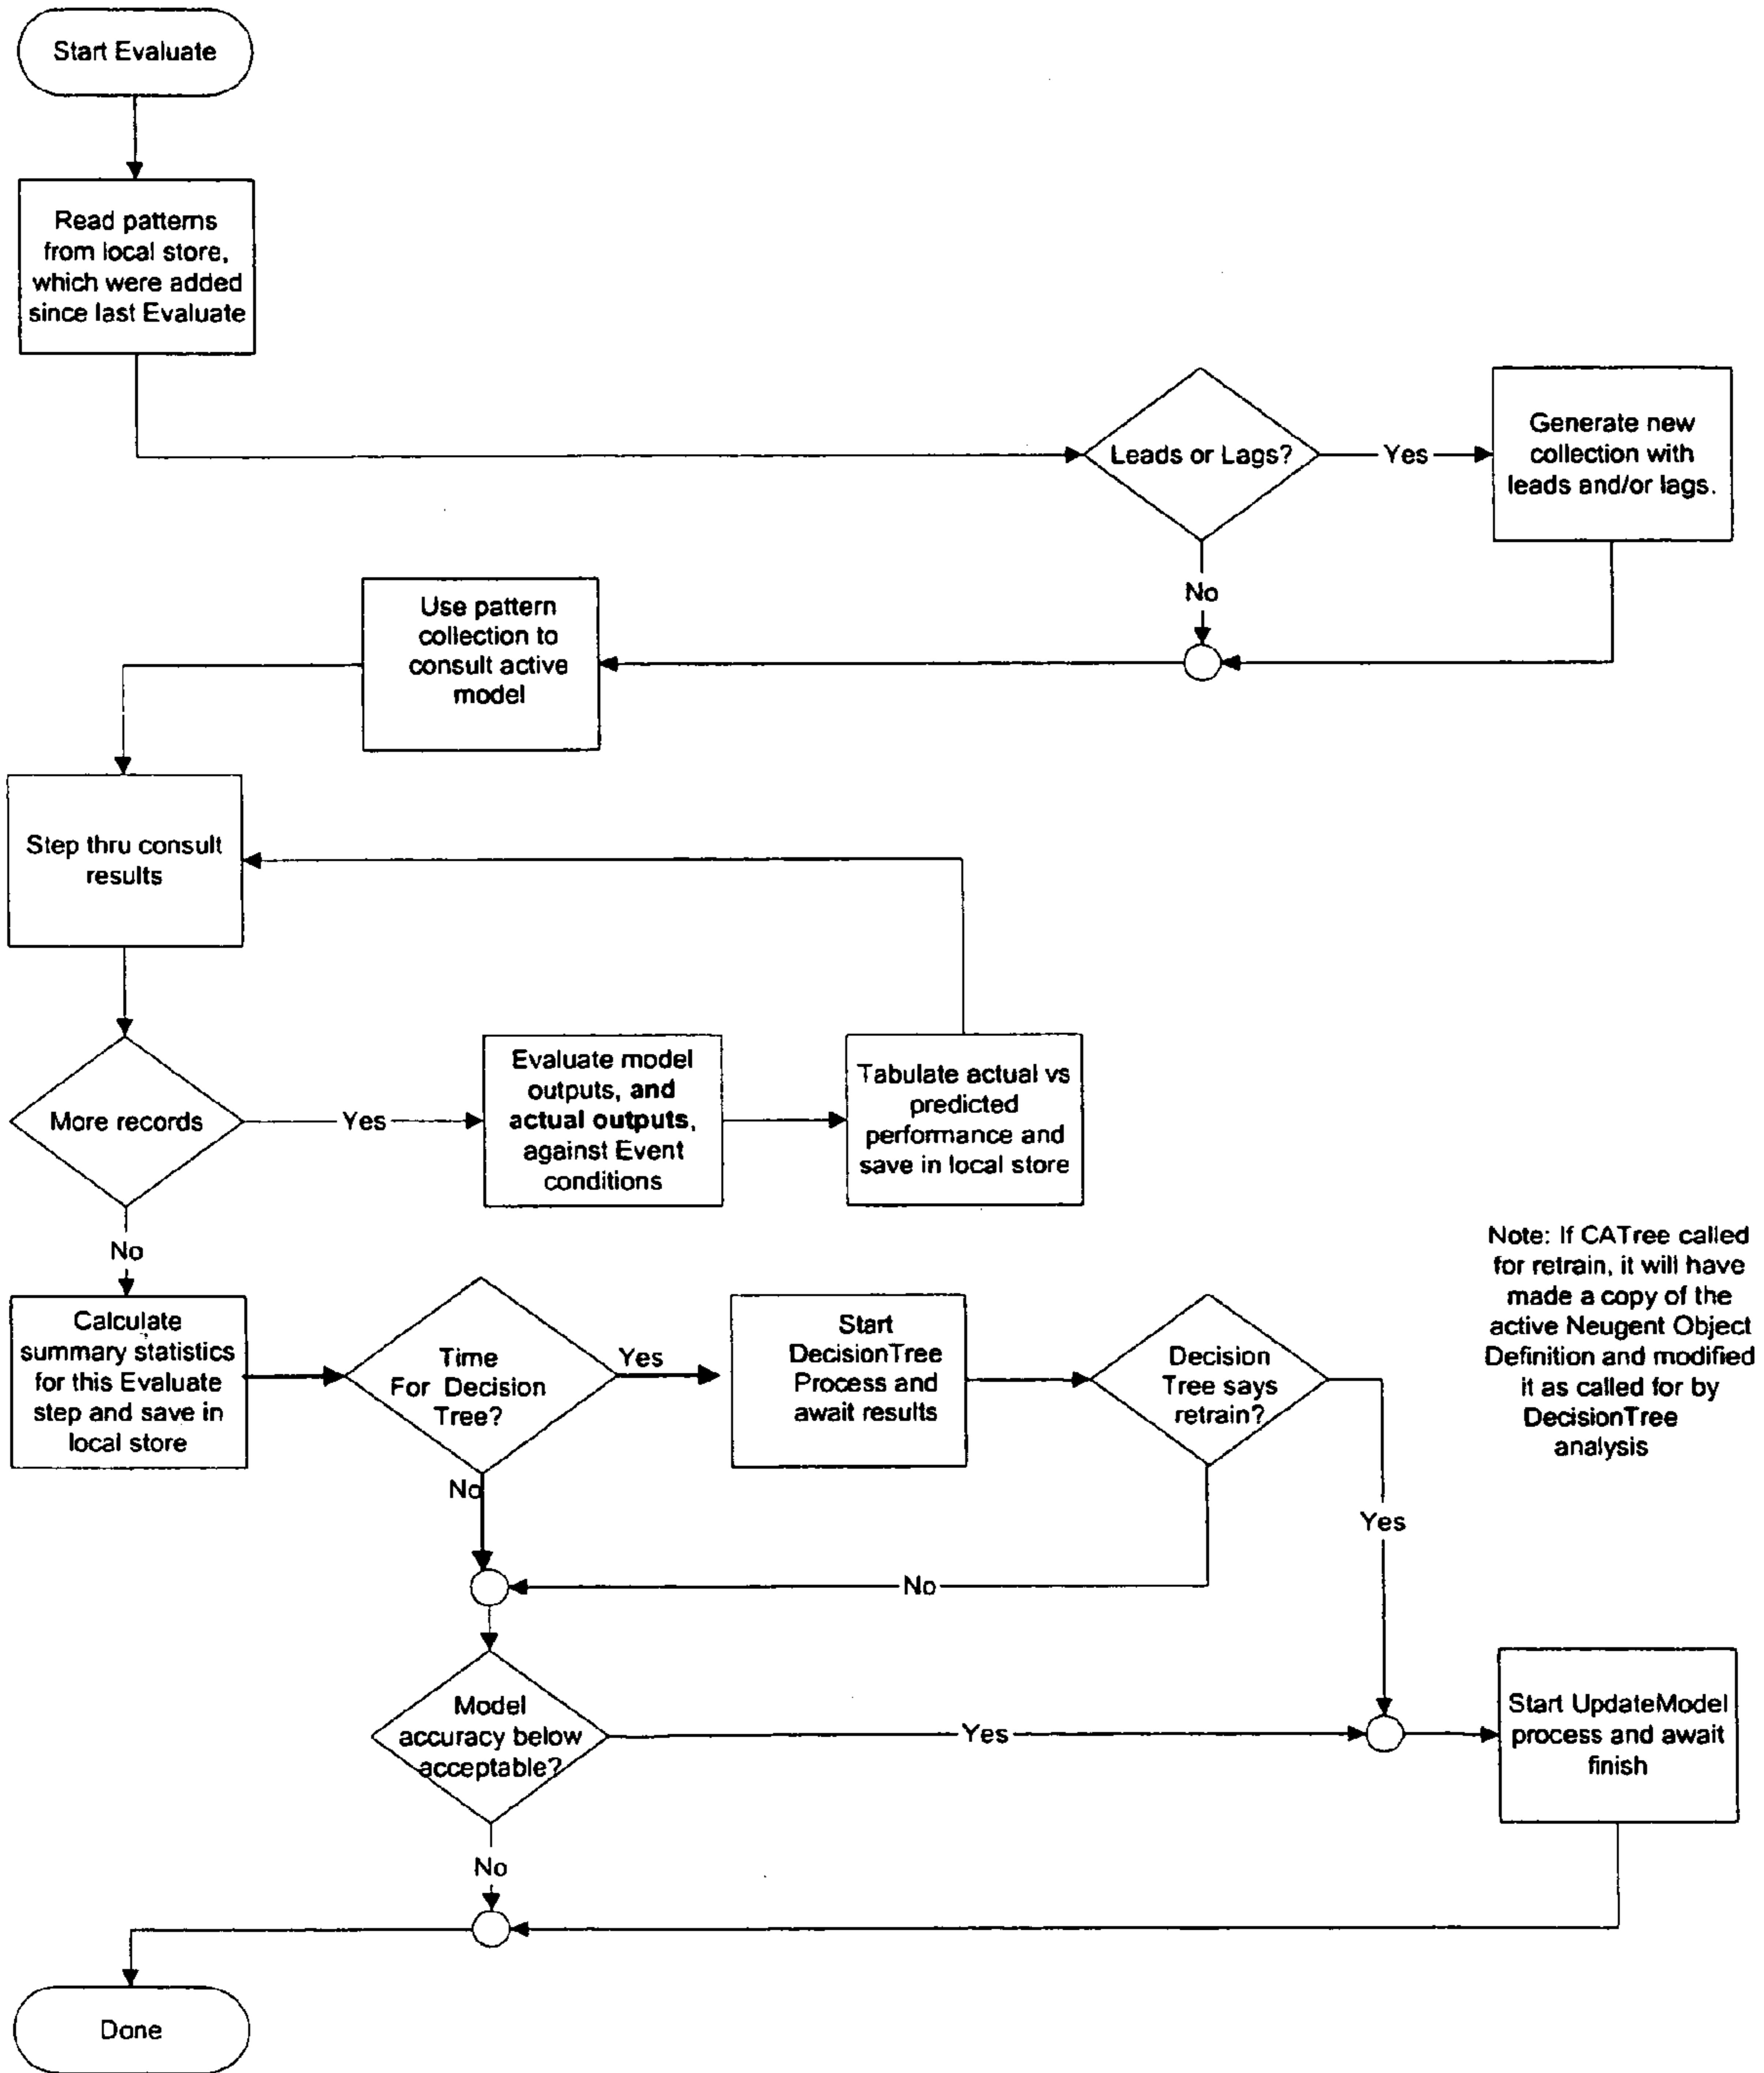 Start Evaluate
Read patterns
from local store,
which were added
since last Evaluate
Leads or Lags?
Yes
Generate new
collection with
leads and/or lags.
No
Use pattern
collection to
consult active
model
Step thru consult
results
More records
Yes
Evaluate model
outputs, and
actual outputs,
against Event
conditions
Tabulate actual vs
predicted
performance and
save in local store
No
Calculate
summary statistics
for this Evaluate
step and save in
local store
Time
For Decision
Tree?
Yes
Start
DecisionTree
Process and
await results
Decision
Tree says
retrain?
Note: If CATree called
for retrain, it will have
made a copy of the
active Neugent Object
Definition and modified
it as called for by
DecisionTree
analysis
No
Yes
No
Model
accuracy below
acceptable?
Yes
Start UpdateModel
process and await
finish
No
Done